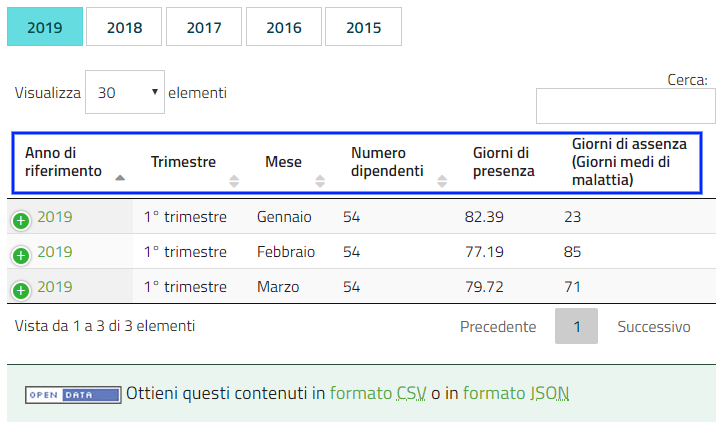 2019 2018 2017 2016 2015
Visualizza 30 elementi
Cerca:
Anno di riferimento Trimestre Mese Numero dipendenti Giorni di presenza Giorni di assenza (Giorni medi di malattia)
2019 1° trimestre Gennaio 54 82.39 23
2019 1° trimestre Febbraio 54 77.19 85
2019 1° trimestre Marzo 54 79.72 71
Vista da 1 a 3 di 3 elementi Precedente 1 Successivo
OPEN DATA Ottieni questi contenuti in formato CSV o in formato JSON